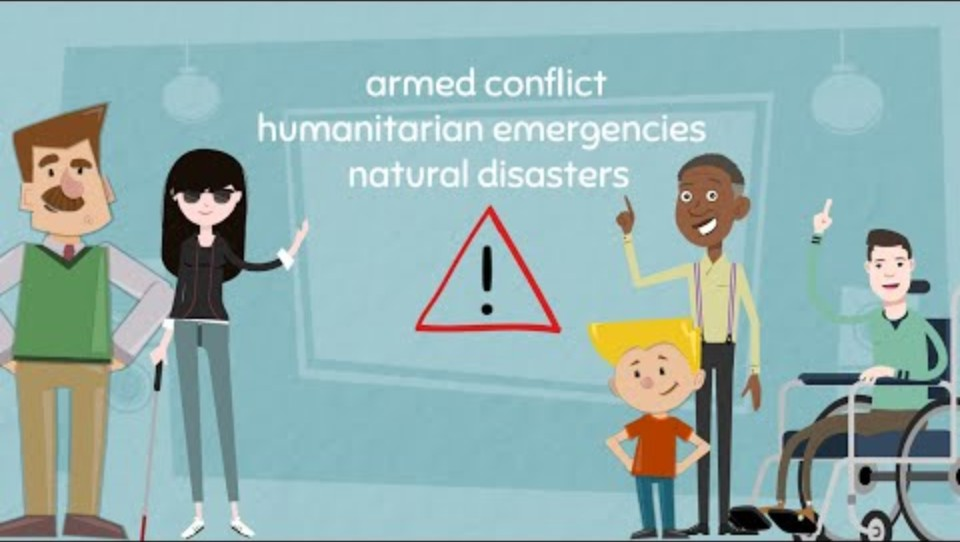 armed conflict
humanitarian emergencies
natural disasters
!